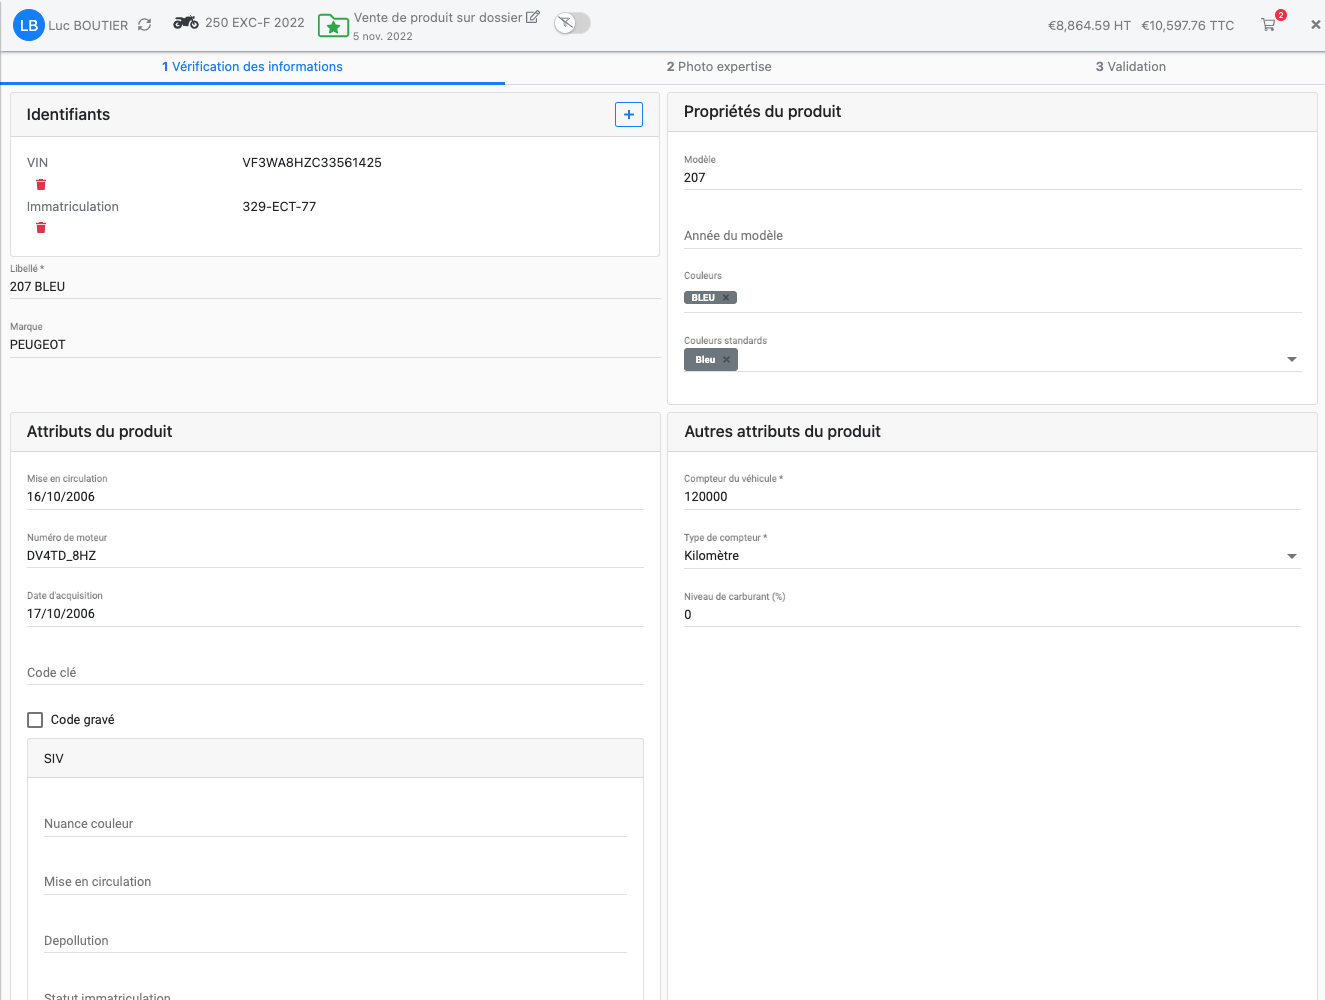 LB Luc BOUTIER 250 EXC-F 2022 Vente de produit sur dossier €8,864.59 HT €10,597.76 TTC 2
5 nov. 2022
1 Vérification des informations 2 Photo expertise 3 Validation
Identifiants
VIN VF3WA8HZC33561425
Immatriculation 329-ECT-77
Libellé *
207 BLEU
Marque
PEUGEOT
Propriétés du produit
Modèle
207
Année du modèle
Couleurs
BLEU
Couleurs standards
Bleu
Attributs du produit
Mise en circulation
16/10/2006
Numéro de moteur
DV4TD_8HZ
Date d'acquisition
17/10/2006
Code clé
Code gravé
SIV
Nuance couleur
Mise en circulation
Depollution
Statut immatriculation
Autres attributs du produit
Compteur du véhicule *
120000
Type de compteur *
Kilomètre
Niveau de carburant (%)
0